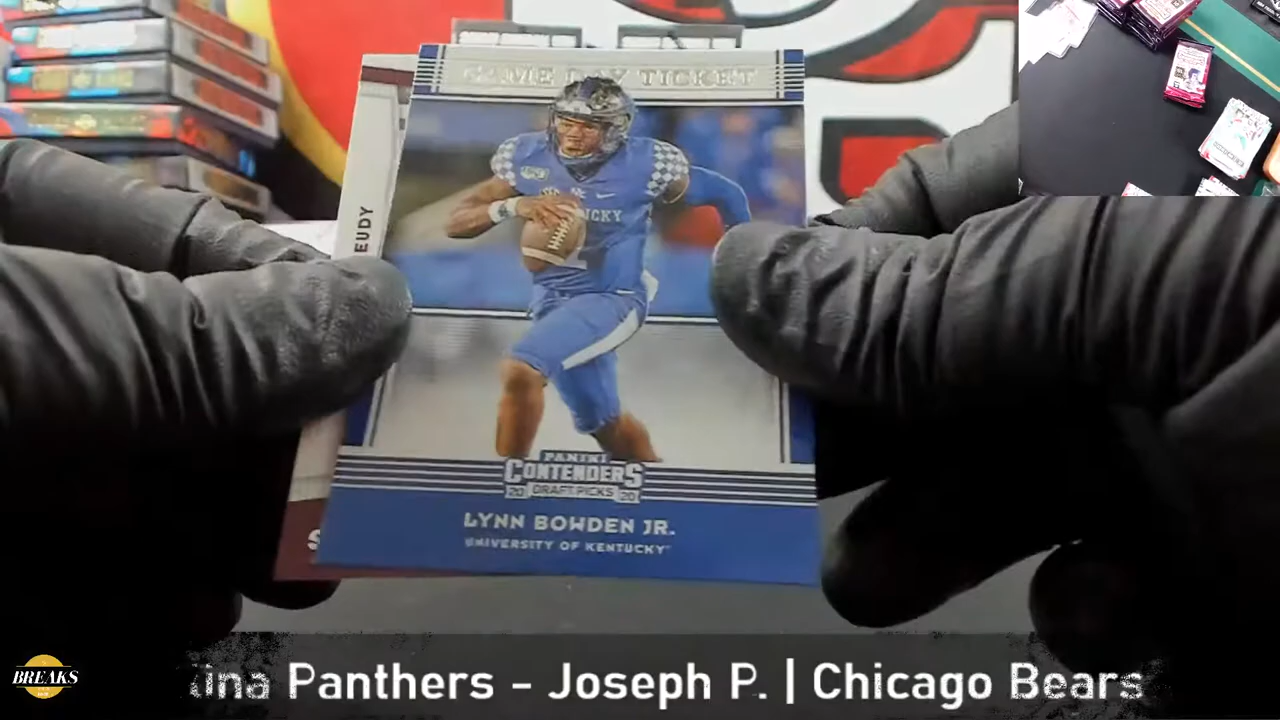 GAME DAY TICKET
EUDY
PANINI
CONTENDERS
20 DRAFT PICKS 20
LYNN BOWDEN JR.
UNIVERSITY OF KENTUCKY
BREAKS
ina Panthers - Joseph P. | Chicago Bears